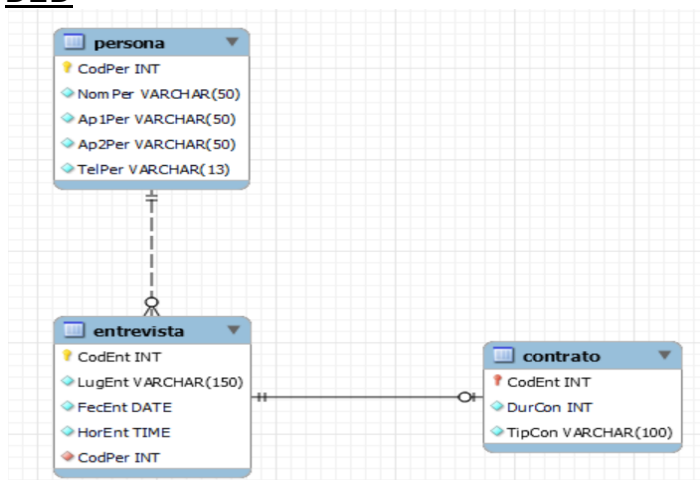 persona
CodPer INT
NomPer VARCHAR(50)
Ap1Per VARCHAR(50)
Ap2Per VARCHAR(50)
TelPer VARCHAR(13)
entrevista
CodEnt INT
LugEnt VARCHAR(150)
FecEnt DATE
HorEnt TIME
CodPer INT
contrato
CodEnt INT
DurCon INT
TipCon VARCHAR(100)